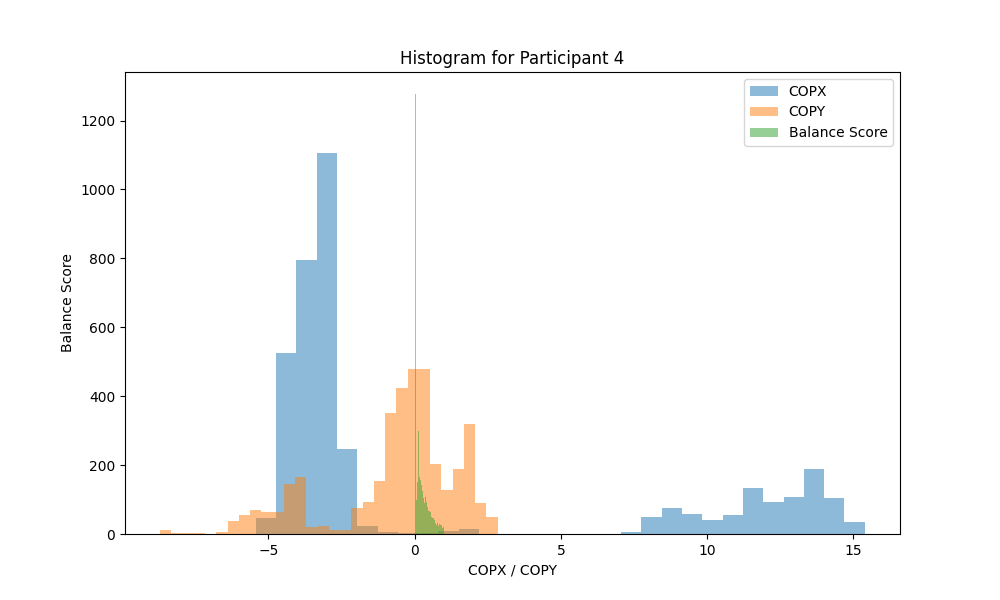 Histogram for Participant 4
COPX
COPY
Balance Score
1200
1000
800
600
400
200
0
Balance Score
−5
0
5
10
15
COPX / COPY